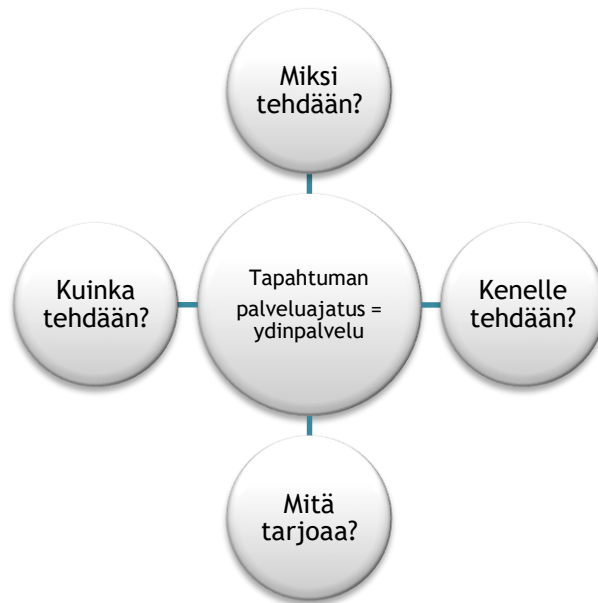 Miksi
tehdään?
Kuinka
tehdään?
Tapahtuman
palveluajatus =
ydinpalvelu
Kenelle
tehdään?
Mitä
tarjoaa?